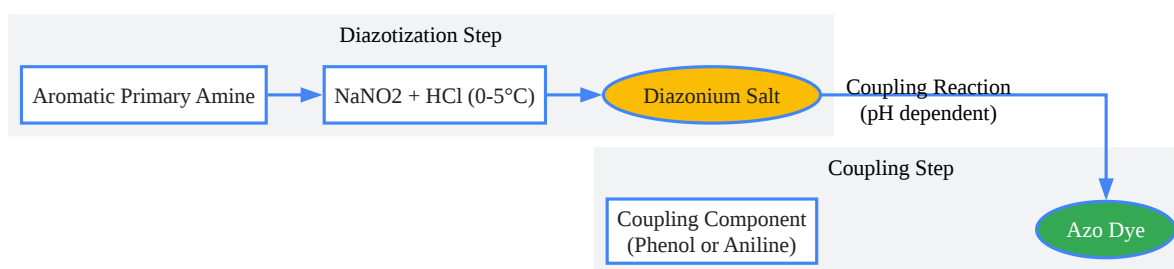 Diazotization Step
Aromatic Primary Amine
NaNO2 + HCl (0-5°C)
Diazonium Salt
Coupling Reaction
(pH dependent)
Coupling Step
Coupling Component
(Phenol or Aniline)
Azo Dye